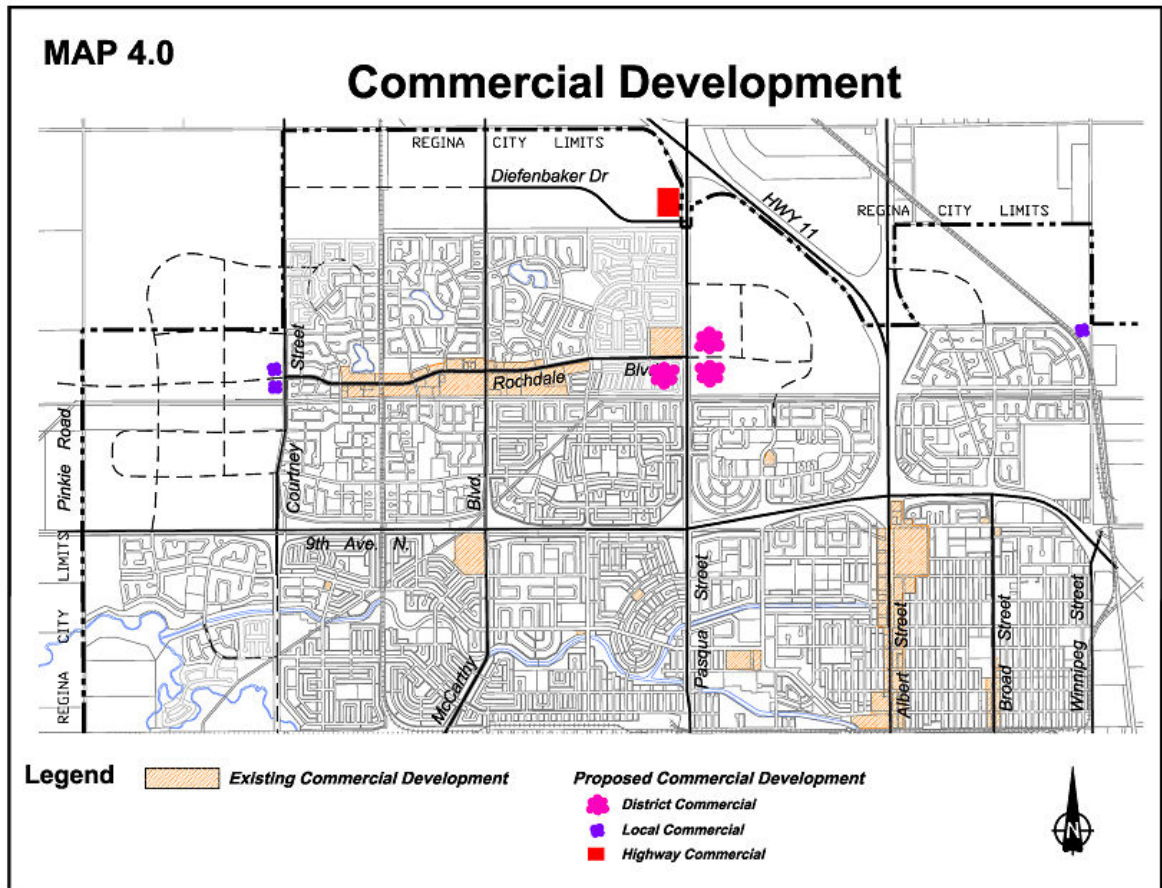 MAP 4.0
Commercial Development
REGINA CITY LIMITS
Diefenbaker Dr
HWY 11
REGINA CITY LIMITS
Street
Rochdale
Blvd
Pinkie Road
Courtney
Blvd.
9th Ave. N.
REGINA CITY LIMITS
McCarthy
Pasqua Street
Albert Street
Broad Street
Winnipeg Street
Legend
Existing Commercial Development
Proposed Commercial Development
District Commercial
Local Commercial
Highway Commercial
N